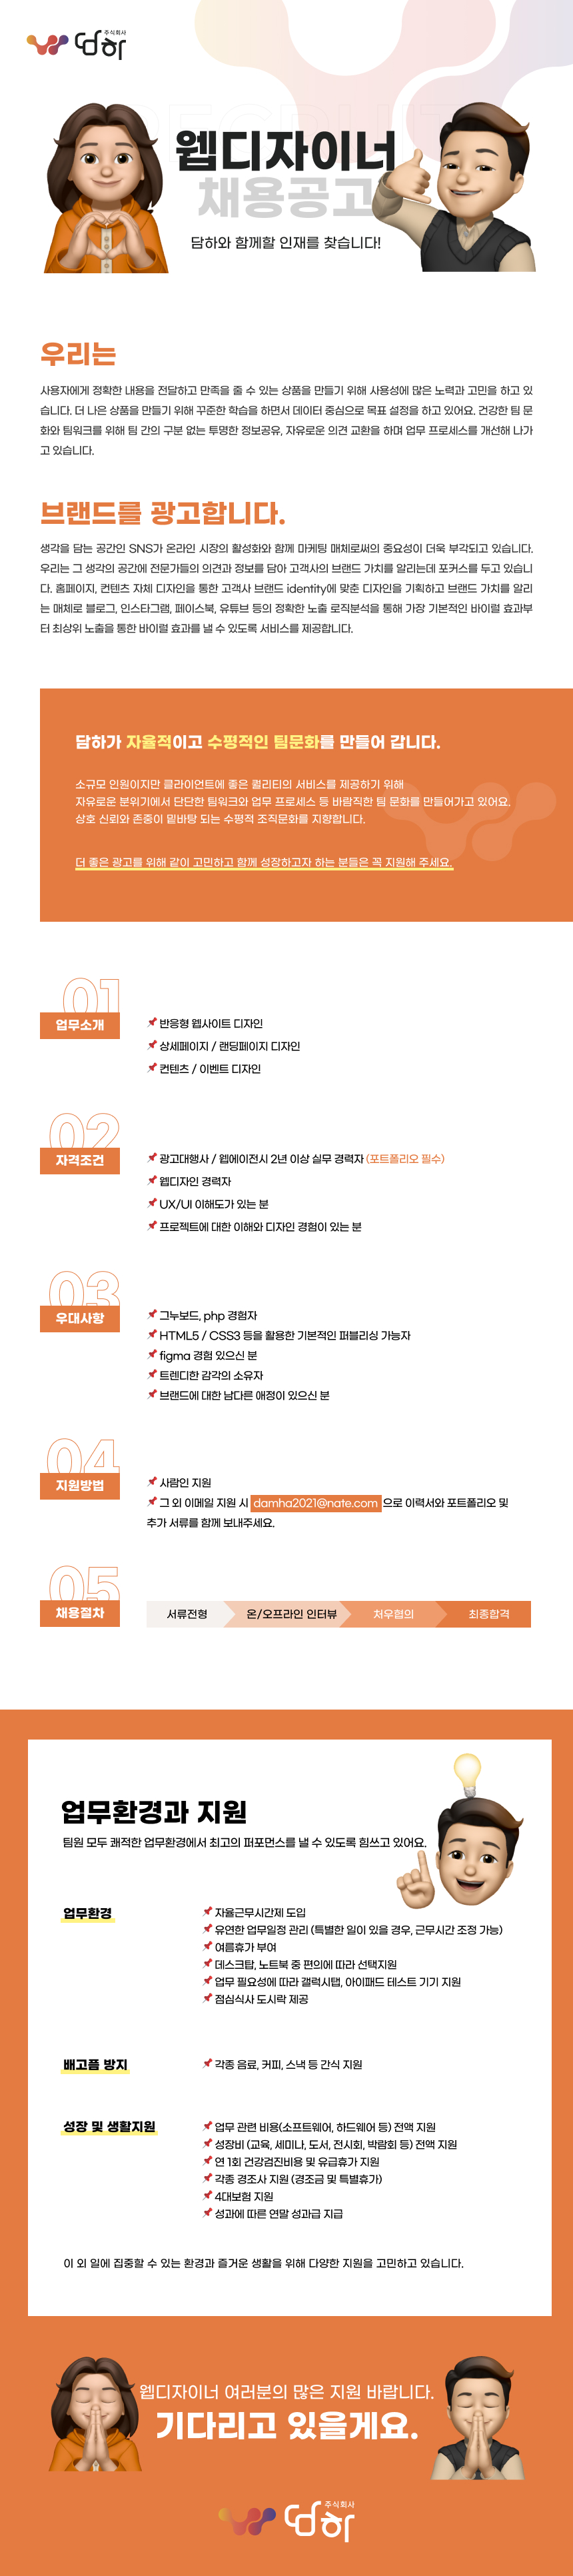 주식회사
담하
RECRUIT
웹디자이너
채용공고
담하와 함께할 인재를 찾습니다!
우리는
사용자에게 정확한 내용을 전달하고 만족을 줄 수 있는 상품을 만들기 위해 사용성에 많은 노력과 고민을 하고 있
습니다. 더 나은 상품을 만들기 위해 꾸준한 학습을 하면서 데이터 중심으로 목표 설정을 하고 있어요. 건강한 팀 문
화와 팀워크를 위해 팀 간의 구분 없는 투명한 정보공유, 자유로운 의견 교환을 하며 업무 프로세스를 개선해 나가
고 있습니다.
브랜드를 광고합니다.
생각을 담는 공간인 SNS가 온라인 시장의 활성화와 함께 마케팅 매체로써의 중요성이 더욱 부각되고 있습니다.
우리는 그 생각의 공간에 전문가들의 의견과 정보를 담아 고객사의 브랜드 가치를 알리는데 포커스를 두고 있습니
다. 홈페이지, 컨텐츠 자체 디자인을 통한 고객사 브랜드 identity에 맞춘 디자인을 기획하고 브랜드 가치를 알리
는 매체로 블로그, 인스타그램, 페이스북, 유튜브 등의 정확한 노출 로직분석을 통해 가장 기본적인 바이럴 효과부
터 최상위 노출을 통한 바이럴 효과를 낼 수 있도록 서비스를 제공합니다.
담하가 자율적이고 수평적인 팀문화를 만들어 갑니다.
소규모 인원이지만 클라이언트에 좋은 퀄리티의 서비스를 제공하기 위해
자유로운 분위기에서 단단한 팀워크와 업무 프로세스 등 바람직한 팀 문화를 만들어가고 있어요.
상호 신뢰와 존중이 밑바탕 되는 수평적 조직문화를 지향합니다.
더 좋은 광고를 위해 같이 고민하고 함께 성장하고자 하는 분들은 꼭 지원해 주세요.
01
업무소개
반응형 웹사이트 디자인
상세페이지 / 랜딩페이지 디자인
컨텐츠 / 이벤트 디자인
02
자격조건
광고대행사 / 웹에이전시 2년 이상 실무 경력자 (포트폴리오 필수)
웹디자인 경력자
UX/UI 이해도가 있는 분
프로젝트에 대한 이해와 디자인 경험이 있는 분
03
우대사항
그누보드, php 경험자
HTML5 / CSS3 등을 활용한 기본적인 퍼블리싱 가능자
figma 경험 있으신 분
트렌디한 감각의 소유자
브랜드에 대한 남다른 애정이 있으신 분
04
지원방법
사람인 지원
그 외 이메일 지원 시 damha2021@nate.com 으로 이력서와 포트폴리오 및
추가 서류를 함께 보내주세요.
05
채용절차
서류전형 온/오프라인 인터뷰 처우협의 최종합격
업무환경과 지원
팀원 모두 쾌적한 업무환경에서 최고의 퍼포먼스를 낼 수 있도록 힘쓰고 있어요.
업무환경
자율근무시간제 도입
유연한 업무일정 관리 (특별한 일이 있을 경우, 근무시간 조정 가능)
여름휴가 부여
데스크탑, 노트북 중 편의에 따라 선택지원
업무 필요성에 따라 갤럭시탭, 아이패드 테스트 기기 지원
점심식사 도시락 제공
배고픔 방지
각종 음료, 커피, 스낵 등 간식 지원
성장 및 생활지원
업무 관련 비용(소프트웨어, 하드웨어 등) 전액 지원
성장비 (교육, 세미나, 도서, 전시회, 박람회 등) 전액 지원
연 1회 건강검진비용 및 유급휴가 지원
각종 경조사 지원 (경조금 및 특별휴가)
4대보험 지원
성과에 따른 연말 성과급 지급
이 외 일에 집중할 수 있는 환경과 즐거운 생활을 위해 다양한 지원을 고민하고 있습니다.
웹디자이너 여러분의 많은 지원 바랍니다.
기다리고 있을게요.
주식회사
담하